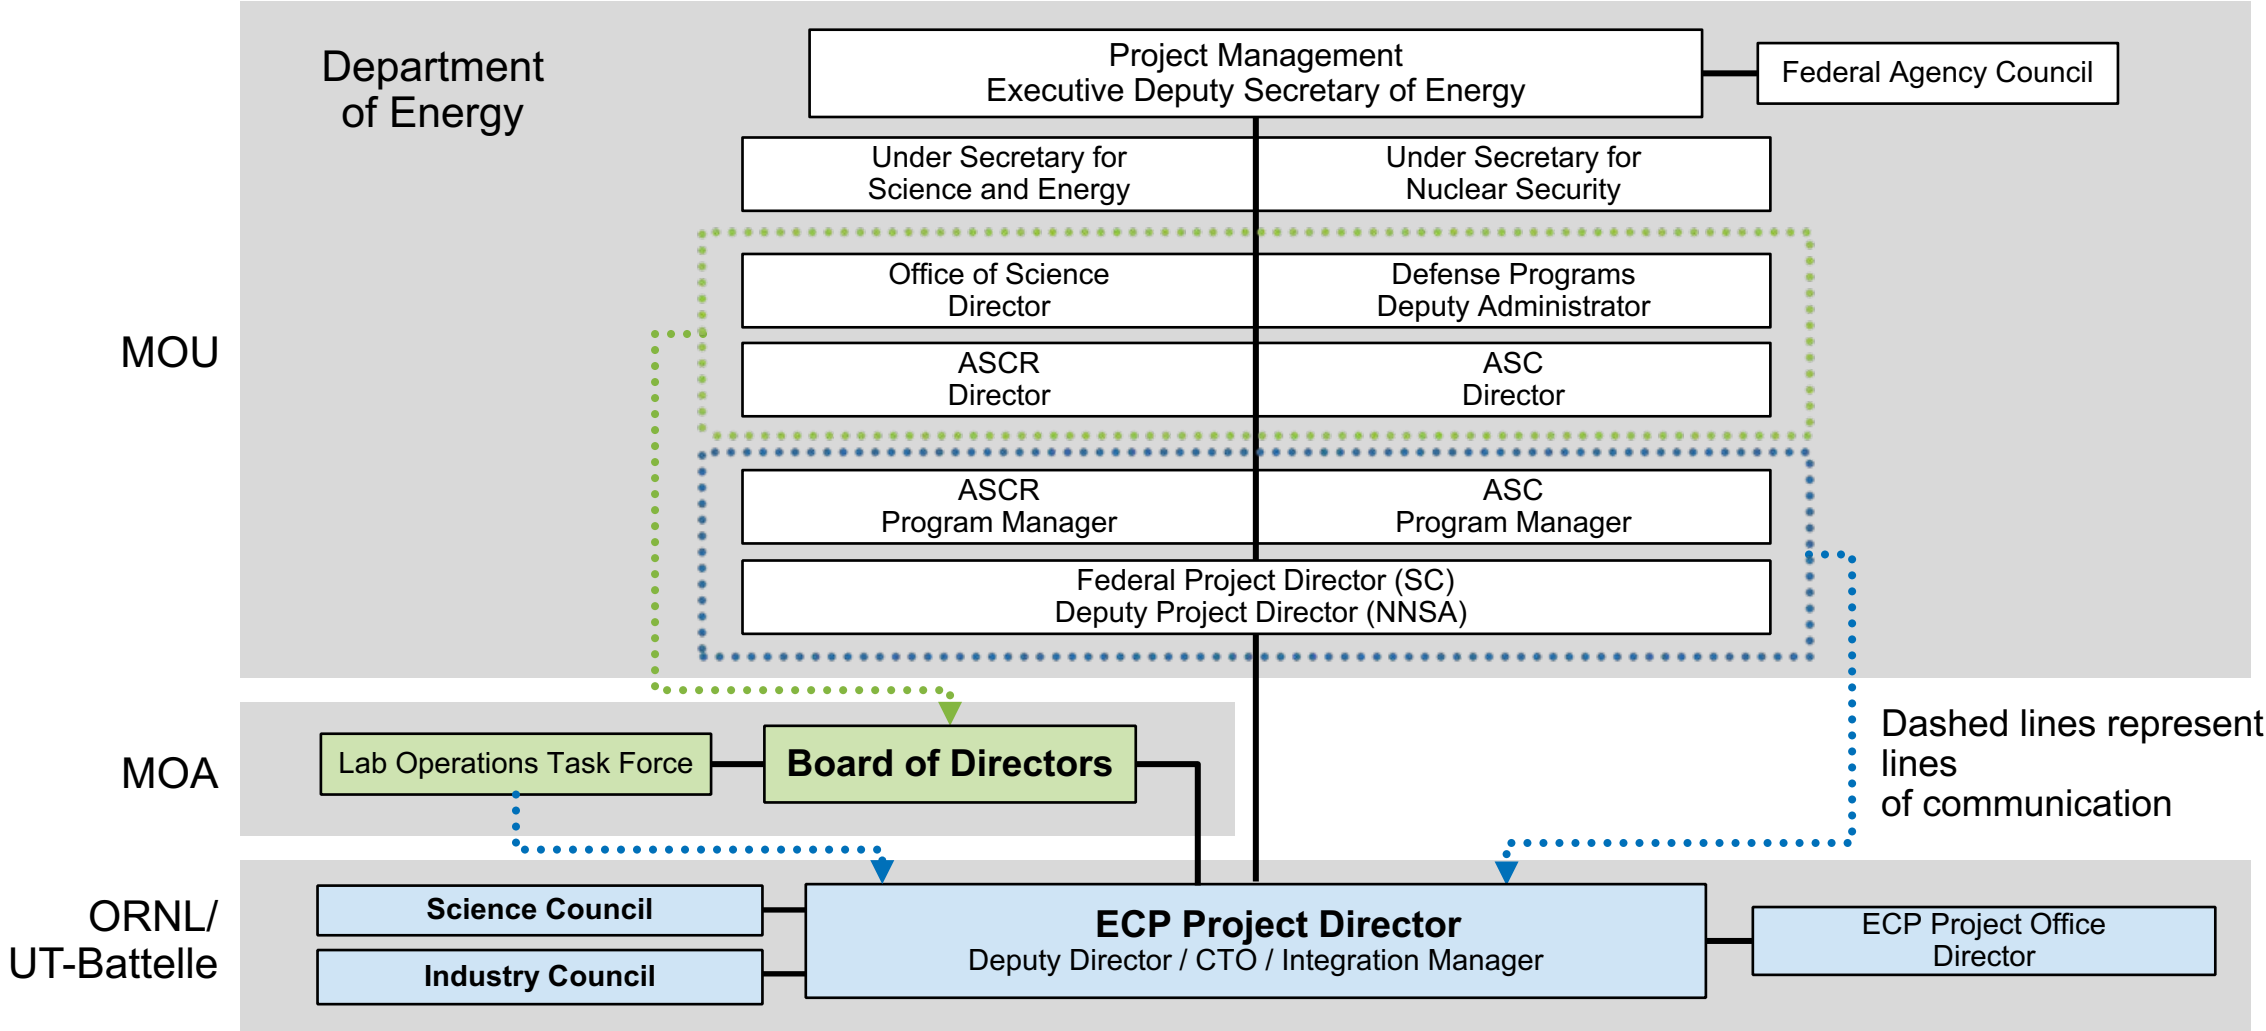 Department
of Energy
Project Management
Executive Deputy Secretary of Energy
Federal Agency Council
Under Secretary for
Science and Energy
Under Secretary for
Nuclear Security
Office of Science
Director
Defense Programs
Deputy Administrator
MOU
ASCR
Director
ASC
Director
ASCR
Program Manager
ASC
Program Manager
Federal Project Director (SC)
Deputy Project Director (NNSA)
Dashed lines represent
lines
of communication
MOA
Lab Operations Task Force
Board of Directors
ORNL/
UT-Battelle
Science Council
Industry Council
ECP Project Director
Deputy Director / CTO / Integration Manager
ECP Project Office
Director